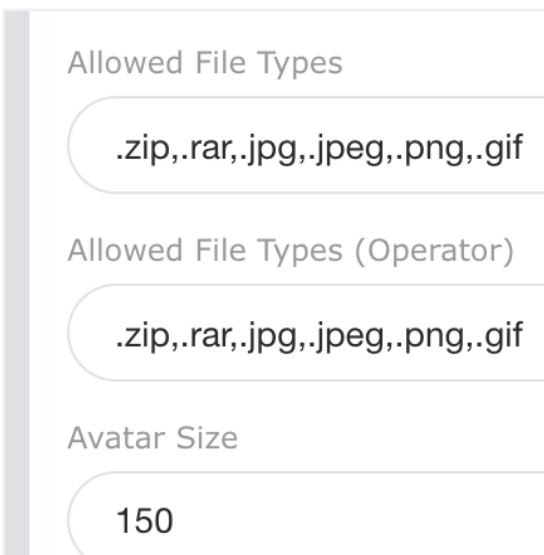 Allowed File Types
.zip,.rar,.jpg,.jpeg,.png,.gif
Allowed File Types (Operator)
.zip,.rar,.jpg,.jpeg,.png,.gif
Avatar Size
150